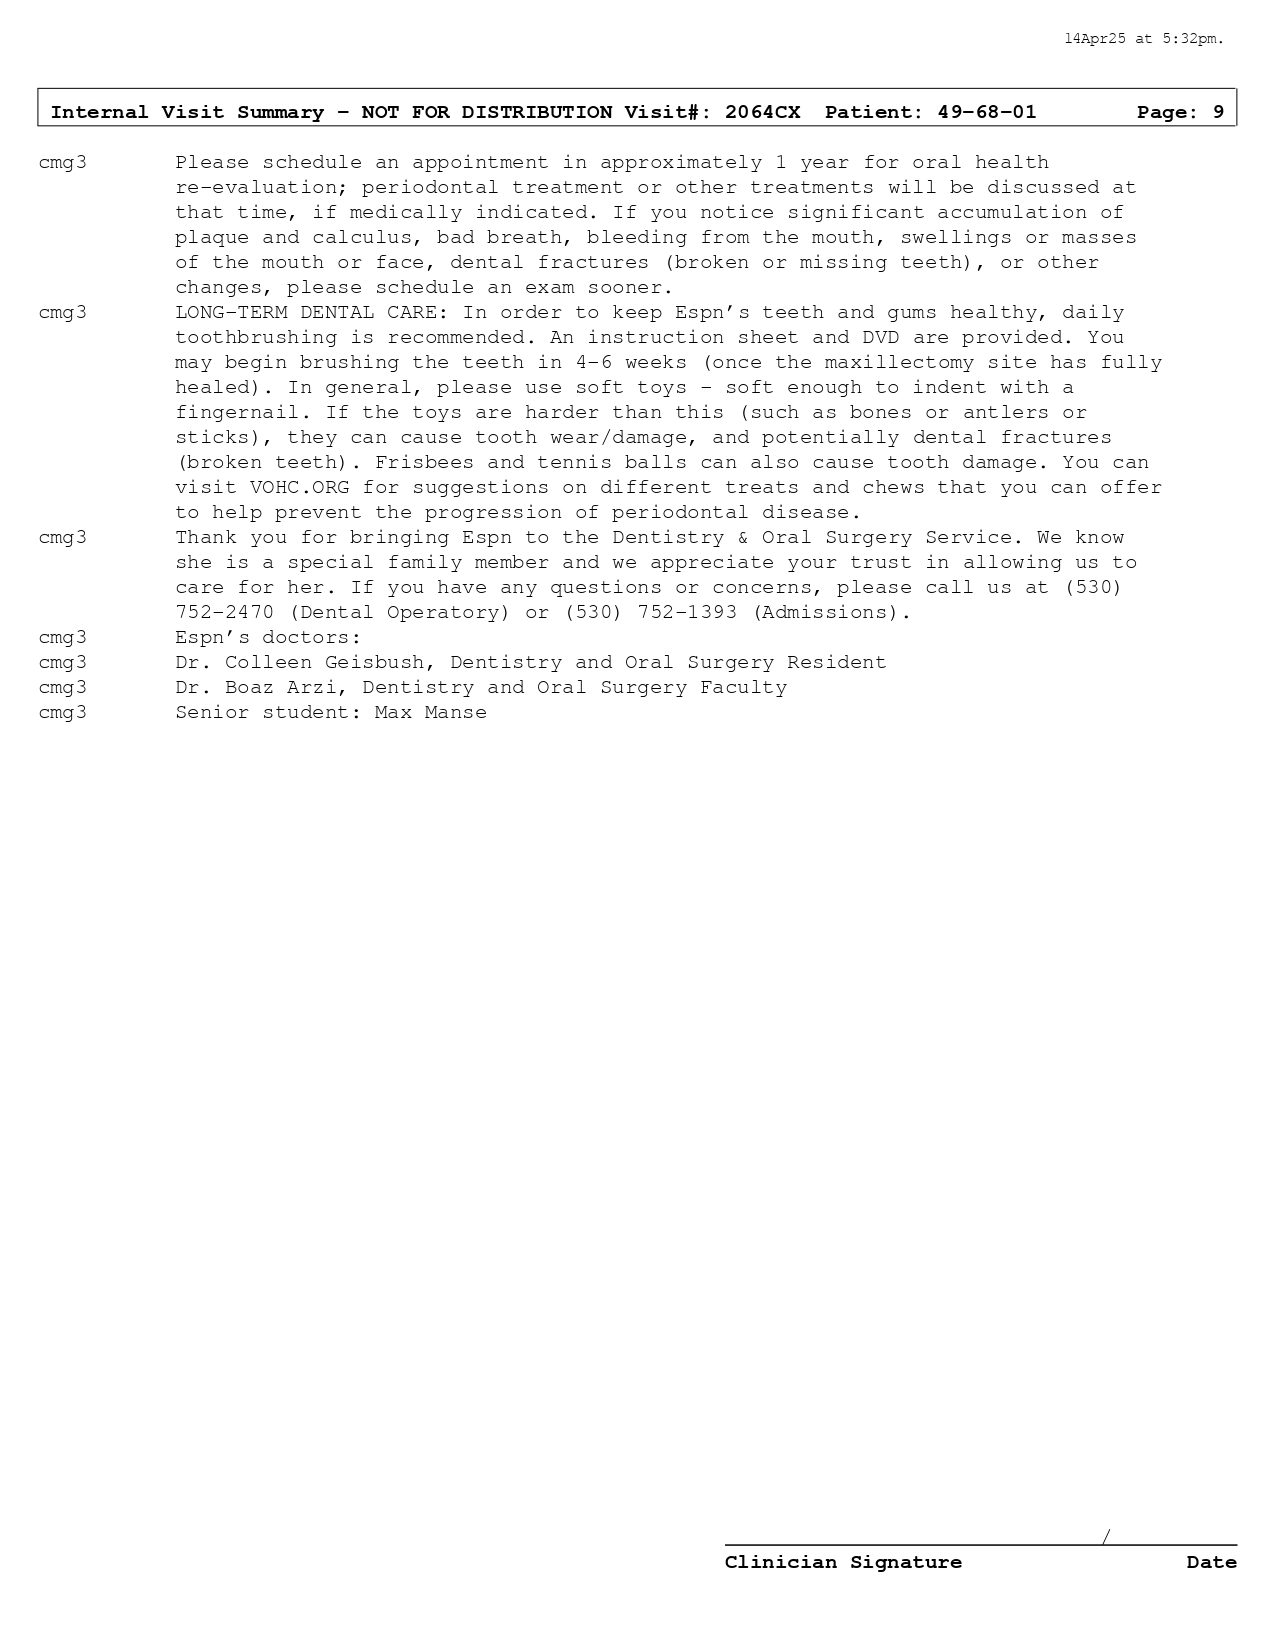 14Apr25 at 5:32pm.
Internal Visit Summary - NOT FOR DISTRIBUTION Visit#: 2064CX Patient: 49-68-01 Page: 9
cmg3 Please schedule an appointment in approximately 1 year for oral health
re-evaluation; periodontal treatment or other treatments will be discussed at
that time, if medically indicated. If you notice significant accumulation of
plaque and calculus, bad breath, bleeding from the mouth, swellings or masses
of the mouth or face, dental fractures (broken or missing teeth), or other
changes, please schedule an exam sooner.
cmg3 LONG-TERM DENTAL CARE: In order to keep Espn's teeth and gums healthy, daily
toothbrushing is recommended. An instruction sheet and DVD are provided. You
may begin brushing the teeth in 4-6 weeks (once the maxillectomy site has fully
healed). In general, please use soft toys - soft enough to indent with a
fingernail. If the toys are harder than this (such as bones or antlers or
sticks), they can cause tooth wear/damage, and potentially dental fractures
(broken teeth). Frisbees and tennis balls can also cause tooth damage. You can
visit VOHC.ORG for suggestions on different treats and chews that you can offer
to help prevent the progression of periodontal disease.
cmg3 Thank you for bringing Espn to the Dentistry & Oral Surgery Service. We know
she is a special family member and we appreciate your trust in allowing us to
care for her. If you have any questions or concerns, please call us at (530)
752-2470 (Dental Operatory) or (530) 752-1393 (Admissions).
cmg3 Espn's doctors:
cmg3 Dr. Colleen Geisbush, Dentistry and Oral Surgery Resident
cmg3 Dr. Boaz Arzi, Dentistry and Oral Surgery Faculty
cmg3 Senior student: Max Manse
/
Clinician Signature Date